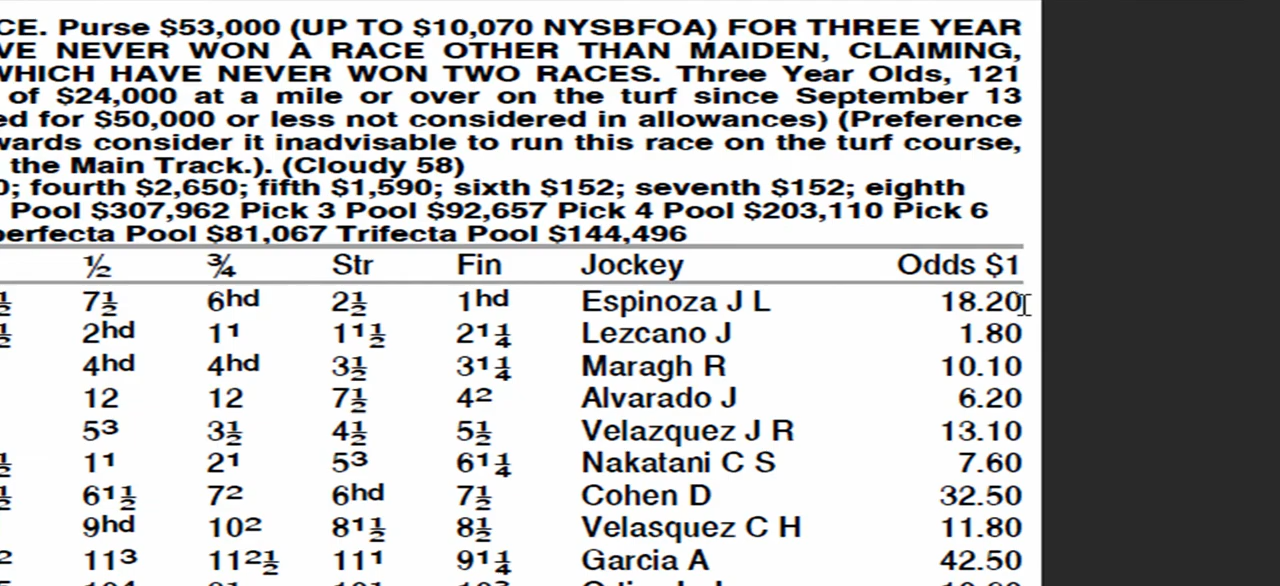 CE. Purse $53,000 (UP TO $10,070 NYSBFOA) FOR THREE YEAR
VE NEVER WON A RACE OTHER THAN MAIDEN, CLAIMING,
WHICH HAVE NEVER WON TWO RACES. Three Year Olds, 121
of $24,000 at a mile or over on the turf since September 13
ed for $50,000 or less not considered in allowances) (Preference
wards consider it inadvisable to run this race on the turf course,
the Main Track.). (Cloudy 58)
0; fourth $2,650; fifth $1,590; sixth $152; seventh $152; eighth
Pool $307,962 Pick 3 Pool $92,657 Pick 4 Pool $203,110 Pick 6
perfecta Pool $81,067 Trifecta Pool $144,496
½ ¾ Str Fin Jockey Odds $1
½ 7½ 6hd 2½ 1hd Espinoza J L 18.20
½ 2hd 1¹ 1¹½ 2¹¼ Lezcano J 1.80
4hd 4hd 3½ 3¹¼ Maragh R 10.10
12 12 7½ 4² Alvarado J 6.20
5³ 3½ 4½ 5½ Velazquez J R 13.10
½ 1¹ 2¹ 5³ 6¹¼ Nakatani C S 7.60
½ 6¹½ 7² 6hd 7½ Cohen D 32.50
9hd 10² 8¹½ 8½ Velasquez C H 11.80
2 11³ 11²½ 11¹ 9¹¼ Garcia A 42.50